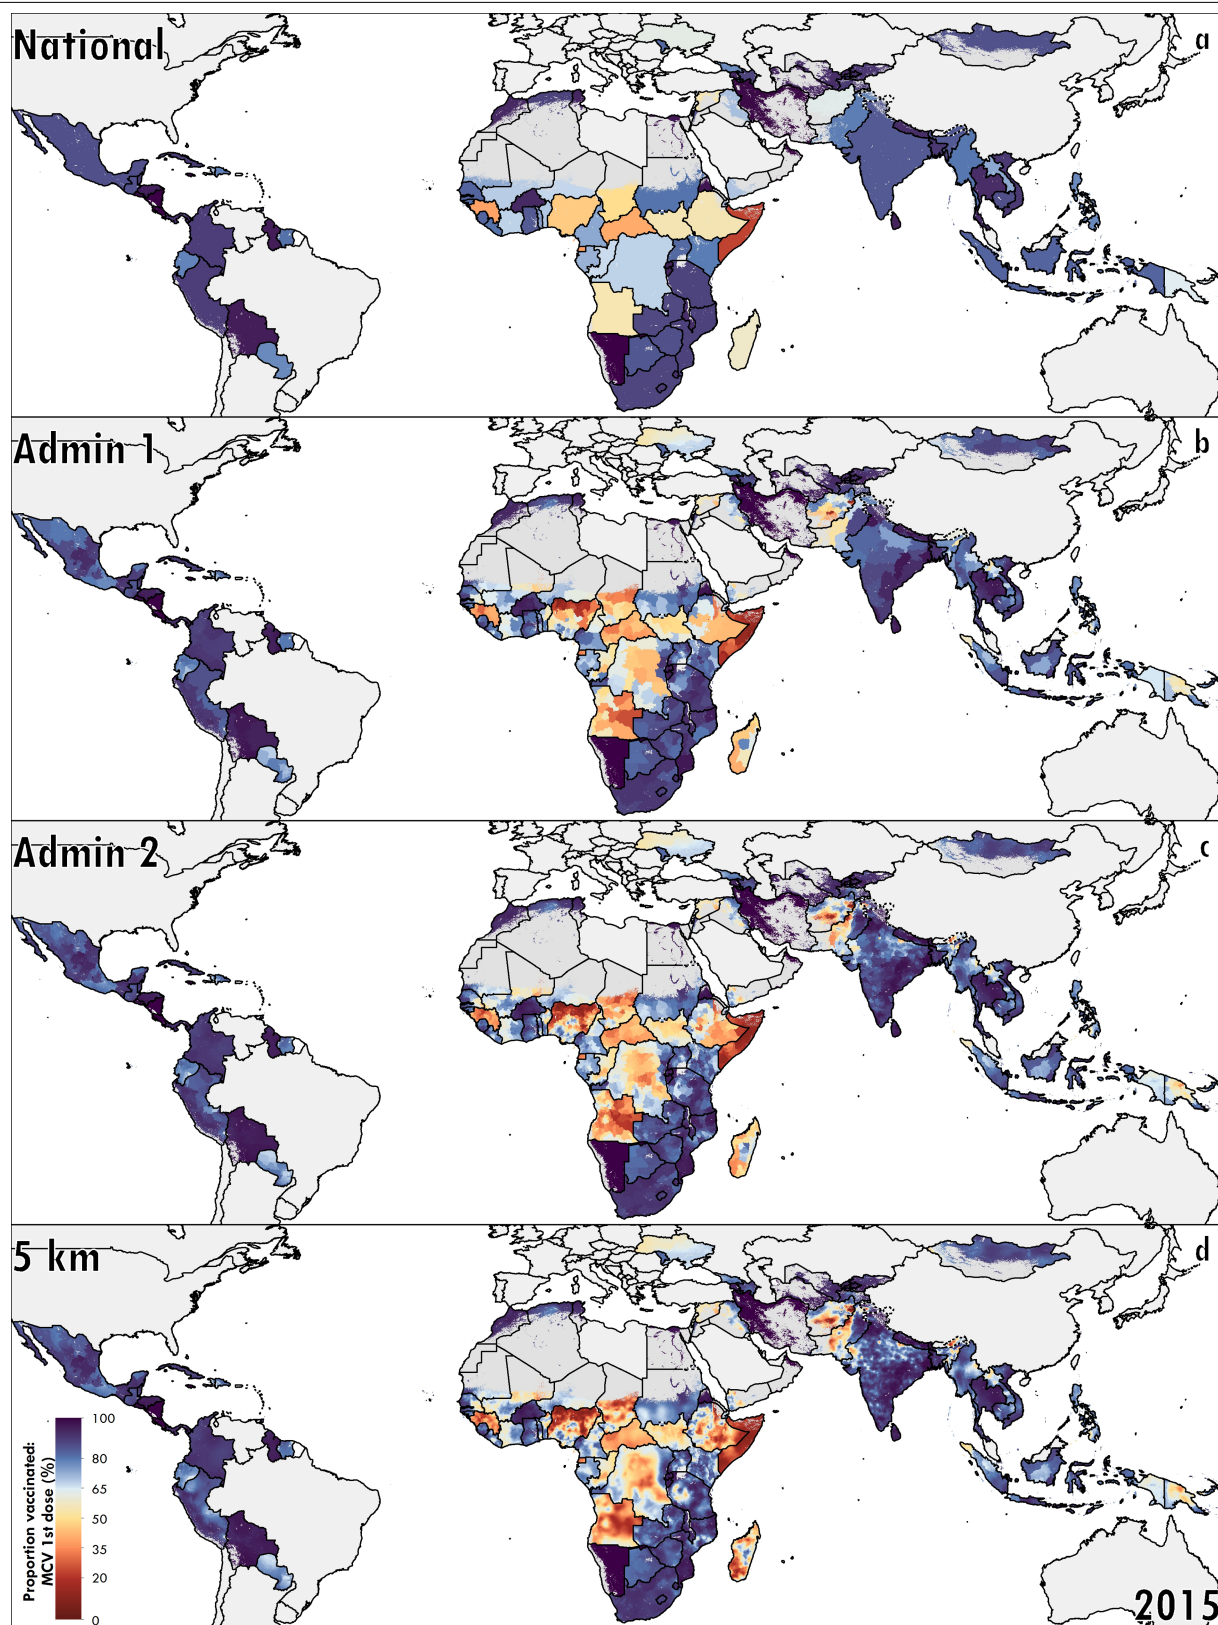 National
a
Admin 1
b
Admin 2
c
5 km
d
Proportion vaccinated:
MCV 1st dose (%)
100
80
65
50
35
20
0
2015